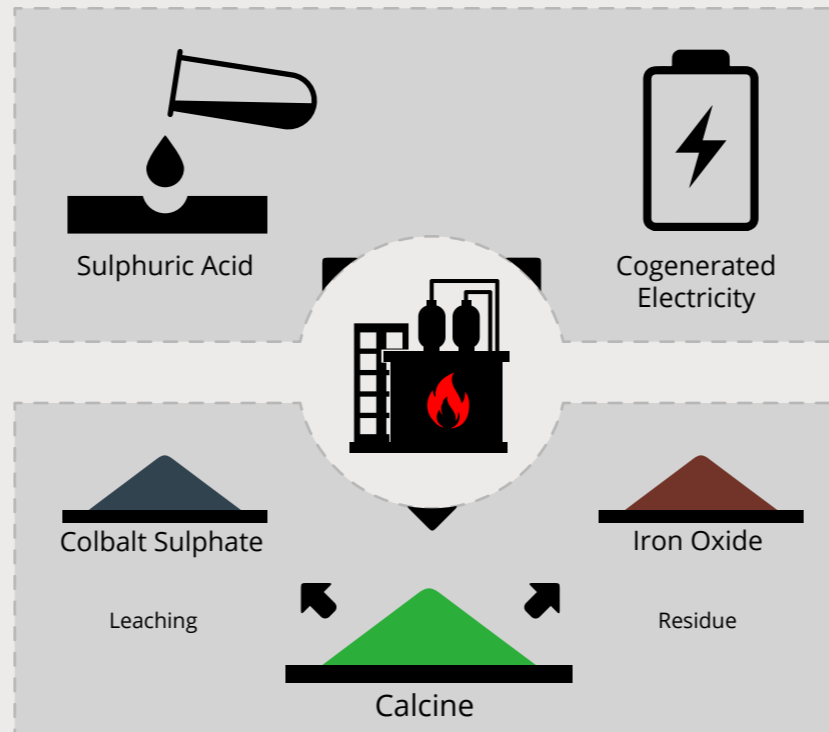 Sulphuric Acid
Cogenerated
Electricity
Colbalt Sulphate
Iron Oxide
Leaching
Residue
Calcine